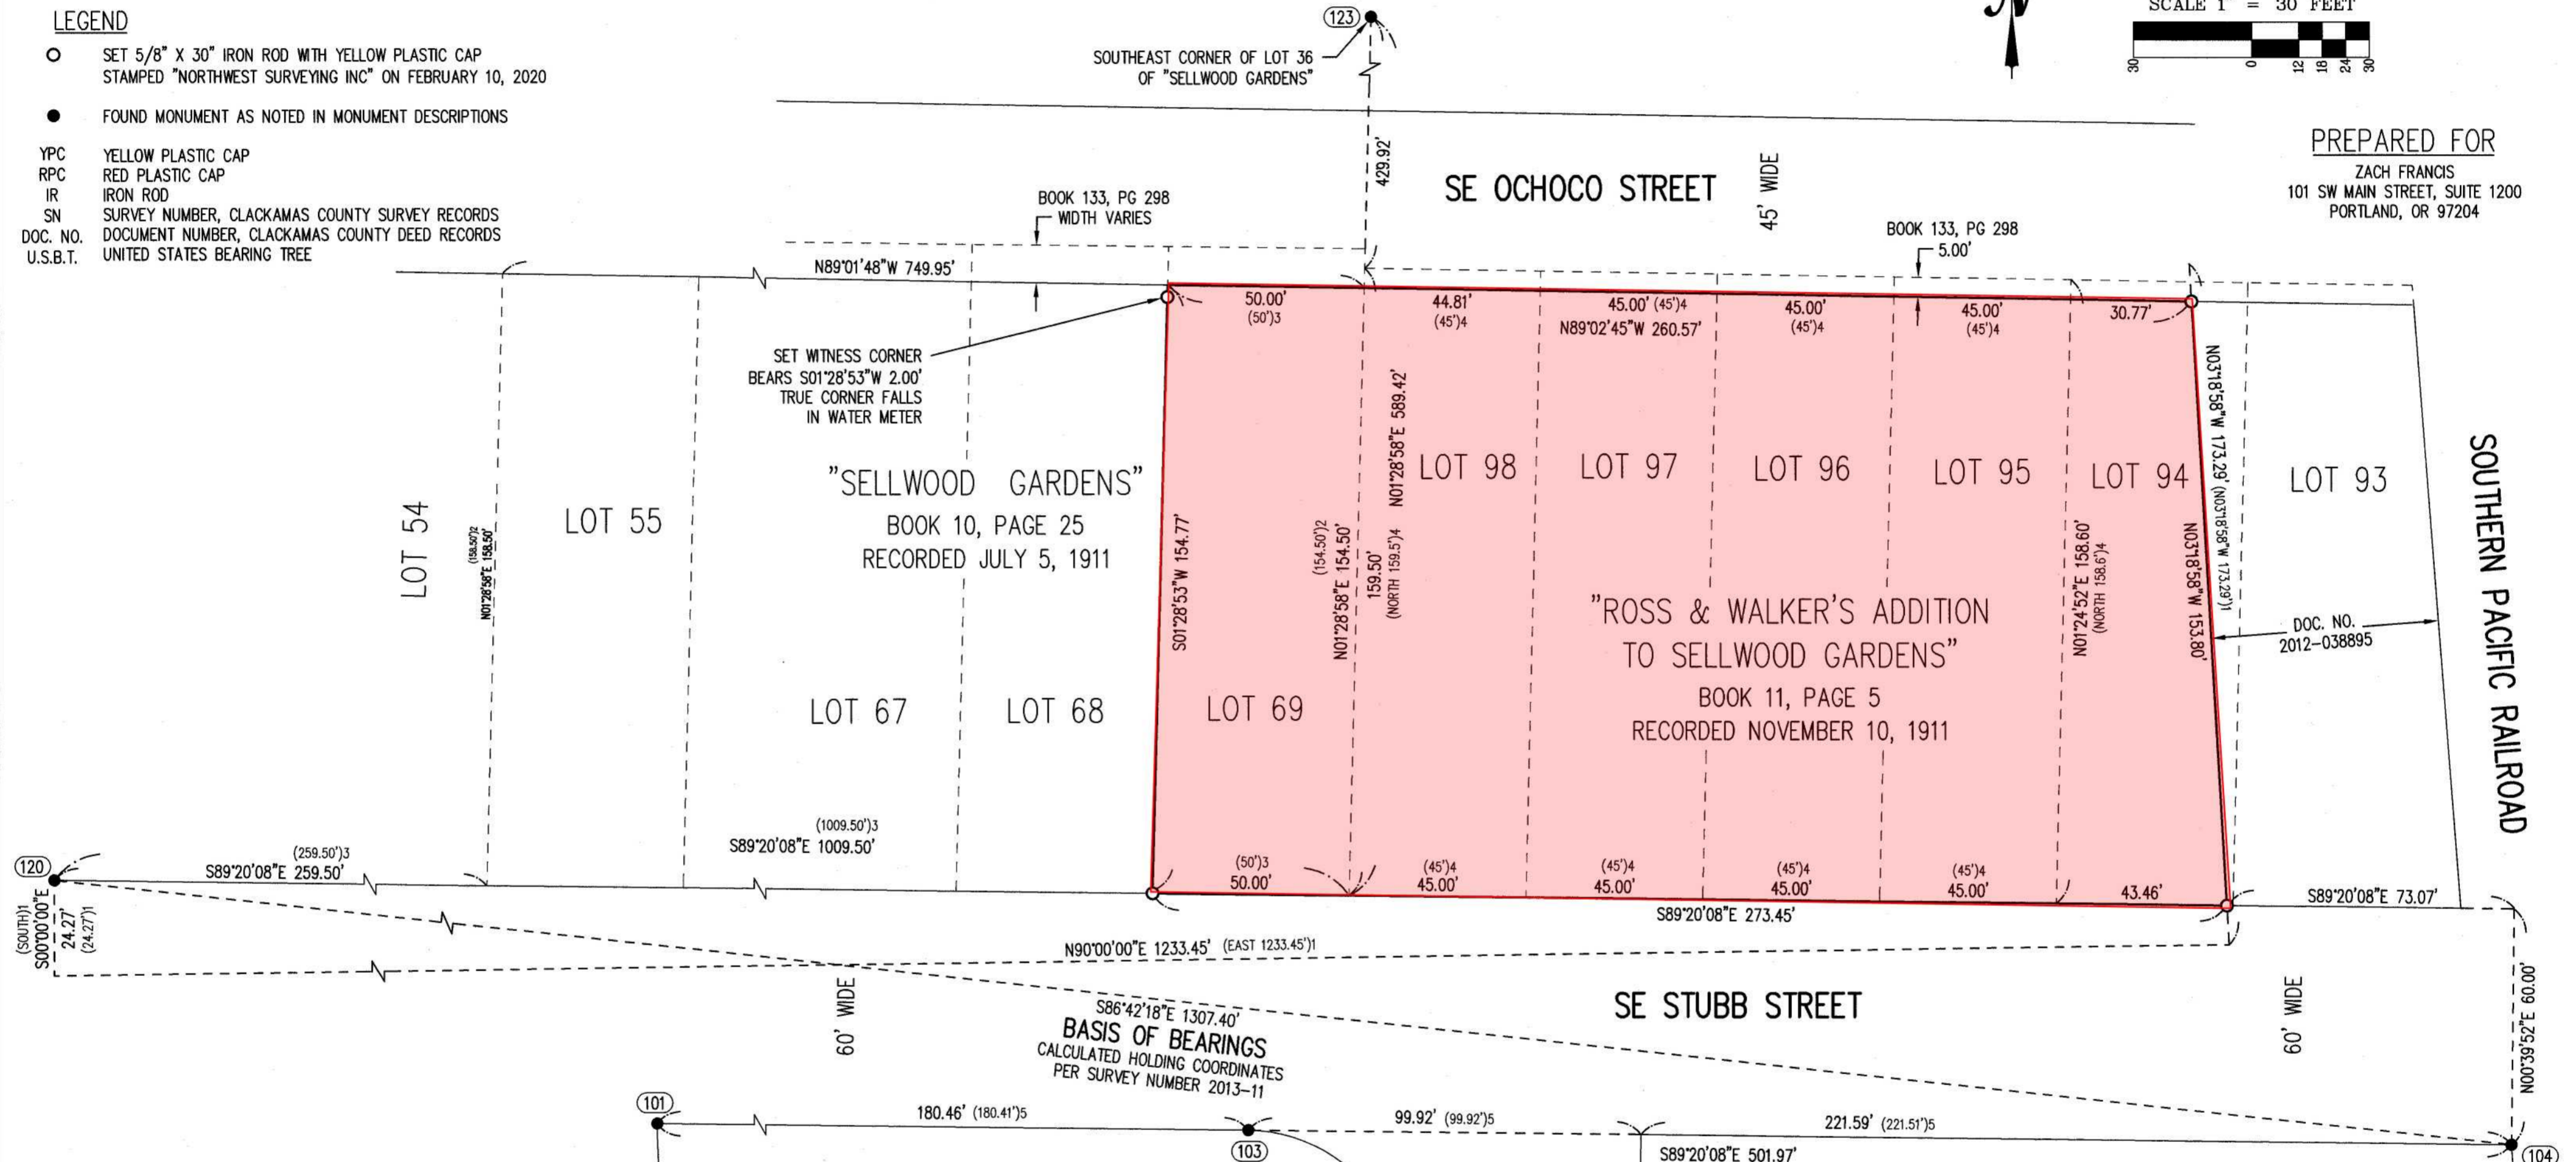 LEGEND
SET 5/8" X 30" IRON ROD WITH YELLOW PLASTIC CAP
STAMPED "NORTHWEST SURVEYING INC" ON FEBRUARY 10, 2020
FOUND MONUMENT AS NOTED IN MONUMENT DESCRIPTIONS
YPC YELLOW PLASTIC CAP
RPC RED PLASTIC CAP
IR IRON ROD
SN SURVEY NUMBER, CLACKAMAS COUNTY SURVEY RECORDS
DOC. NO. DOCUMENT NUMBER, CLACKAMAS COUNTY DEED RECORDS
U.S.B.T. UNITED STATES BEARING TREE
123
SOUTHEAST CORNER OF LOT 36
OF "SELLWOOD GARDENS"
429.92'
N
SCALE 1" = 30 FEET
30 0 12 18 24 30
PREPARED FOR
ZACH FRANCIS
101 SW MAIN STREET, SUITE 1200
PORTLAND, OR 97204
SE OCHOCO STREET
45' WIDE
BOOK 133, PG 298
WIDTH VARIES
BOOK 133, PG 298
5.00'
N89°01'48"W 749.95'
50.00'
(50')3
44.81'
(45')4
45.00' (45')4
N89°02'45"W 260.57'
45.00'
(45')4
45.00'
(45')4
30.77'
SET WITNESS CORNER
BEARS S01°28'53"W 2.00'
TRUE CORNER FALLS
IN WATER METER
LOT 54
(158.50')2
N01°28'58"E 158.50'
LOT 55
"SELLWOOD GARDENS"
BOOK 10, PAGE 25
RECORDED JULY 5, 1911
LOT 67
LOT 68
S01°28'53"W 154.77'
LOT 69
(154.50')2
N01°28'58"E 154.50'
159.50'
(NORTH 159.5')4
N01°28'58"E 589.42'
LOT 98
LOT 97
LOT 96
LOT 95
LOT 94
LOT 93
"ROSS & WALKER'S ADDITION
TO SELLWOOD GARDENS"
BOOK 11, PAGE 5
RECORDED NOVEMBER 10, 1911
N01°24'52"E 158.60'
(NORTH 158.6')4
N03°18'58"W 153.80'
N03°18'58"W 173.29' (N03°18'58"W 173.29')1
DOC. NO.
2012-038895
SOUTHERN PACIFIC RAILROAD
120
(259.50')3
S89°20'08"E 259.50'
(1009.50')3
S89°20'08"E 1009.50'
(50')3
50.00'
(45')4
45.00'
(45')4
45.00'
(45')4
45.00'
(45')4
45.00'
43.46'
S89°20'08"E 273.45'
S89°20'08"E 73.07'
(SOUTH)1
S00°00'00"E
24.27'
(24.27')1
N90°00'00"E 1233.45' (EAST 1233.45')1
60' WIDE
SE STUBB STREET
60' WIDE
N00°39'52"E 60.00'
S86°42'18"E 1307.40'
BASIS OF BEARINGS
CALCULATED HOLDING COORDINATES
PER SURVEY NUMBER 2013-11
101
180.46' (180.41')5
103
99.92' (99.92')5
221.59' (221.51')5
S89°20'08"E 501.97'
104